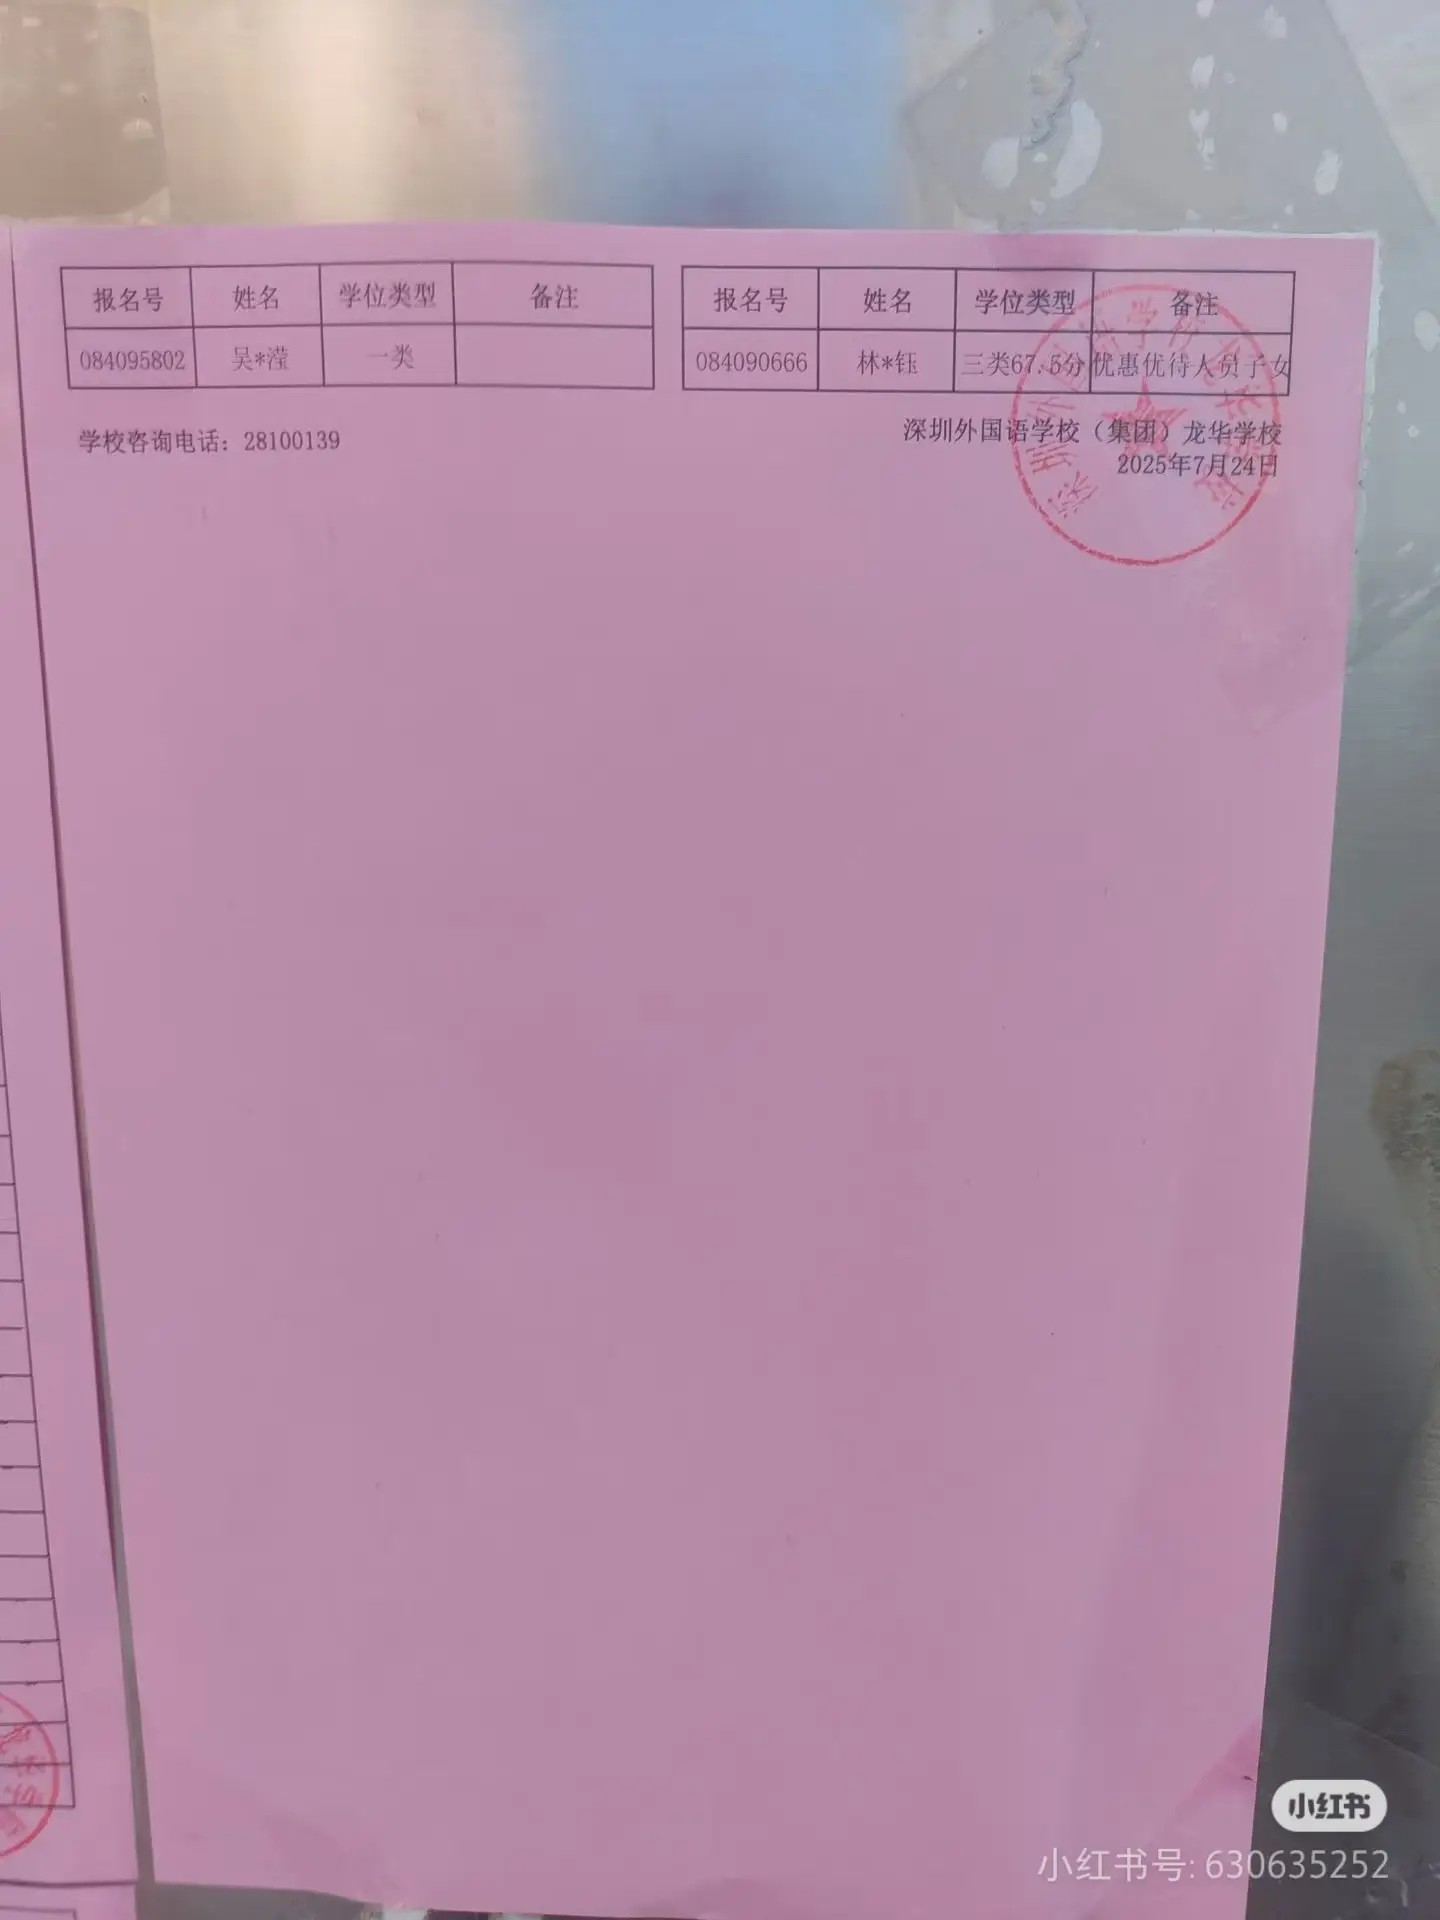 报名号 姓名 学位类型 备注 报名号 姓名 学位类型 备注
084095802 吴*滢 一类 084090666 林*钰 三类67.5分 优惠优待人员子女
学校咨询电话：28100139
深圳外国语学校（集团）龙华学校
2025年7月24日
小红书
小红书号: 630635252